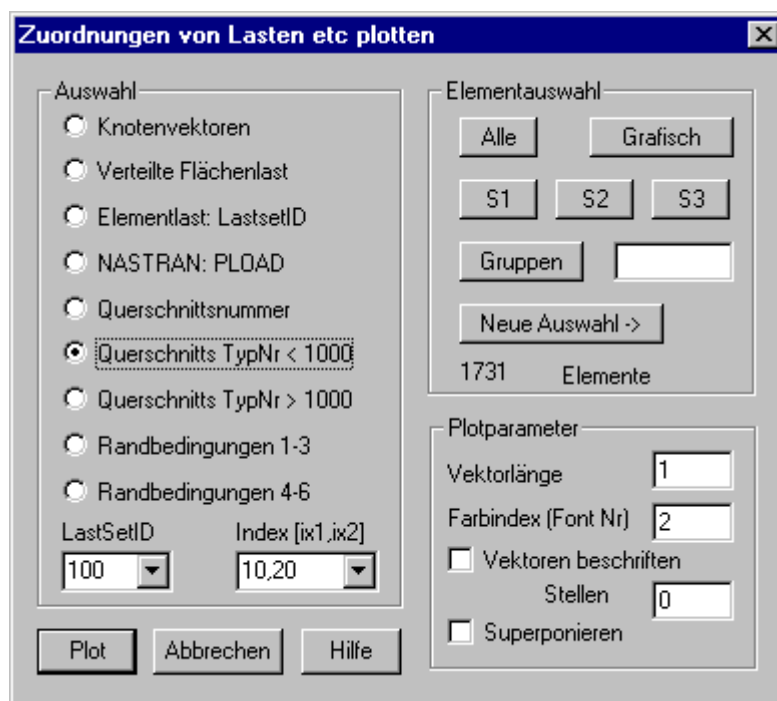 Zuordnungen von Lasten etc plotten
Auswahl
Knotenvektoren
Verteilte Flächenlast
Elementlast: LastsetID
NASTRAN: PLOAD
Querschnittsnummer
Querschnitts TypNr < 1000
Querschnitts TypNr > 1000
Randbedingungen 1-3
Randbedingungen 4-6
LastSetID Index [ix1,ix2]
100 10,20
Plot Abbrechen Hilfe
Elementauswahl
Alle Grafisch
S1 S2 S3
Gruppen
Neue Auswahl ->
1731 Elemente
Plotparameter
Vektorlänge 1
Farbindex (Font Nr) 2
Vektoren beschriften
Stellen 0
Superponieren